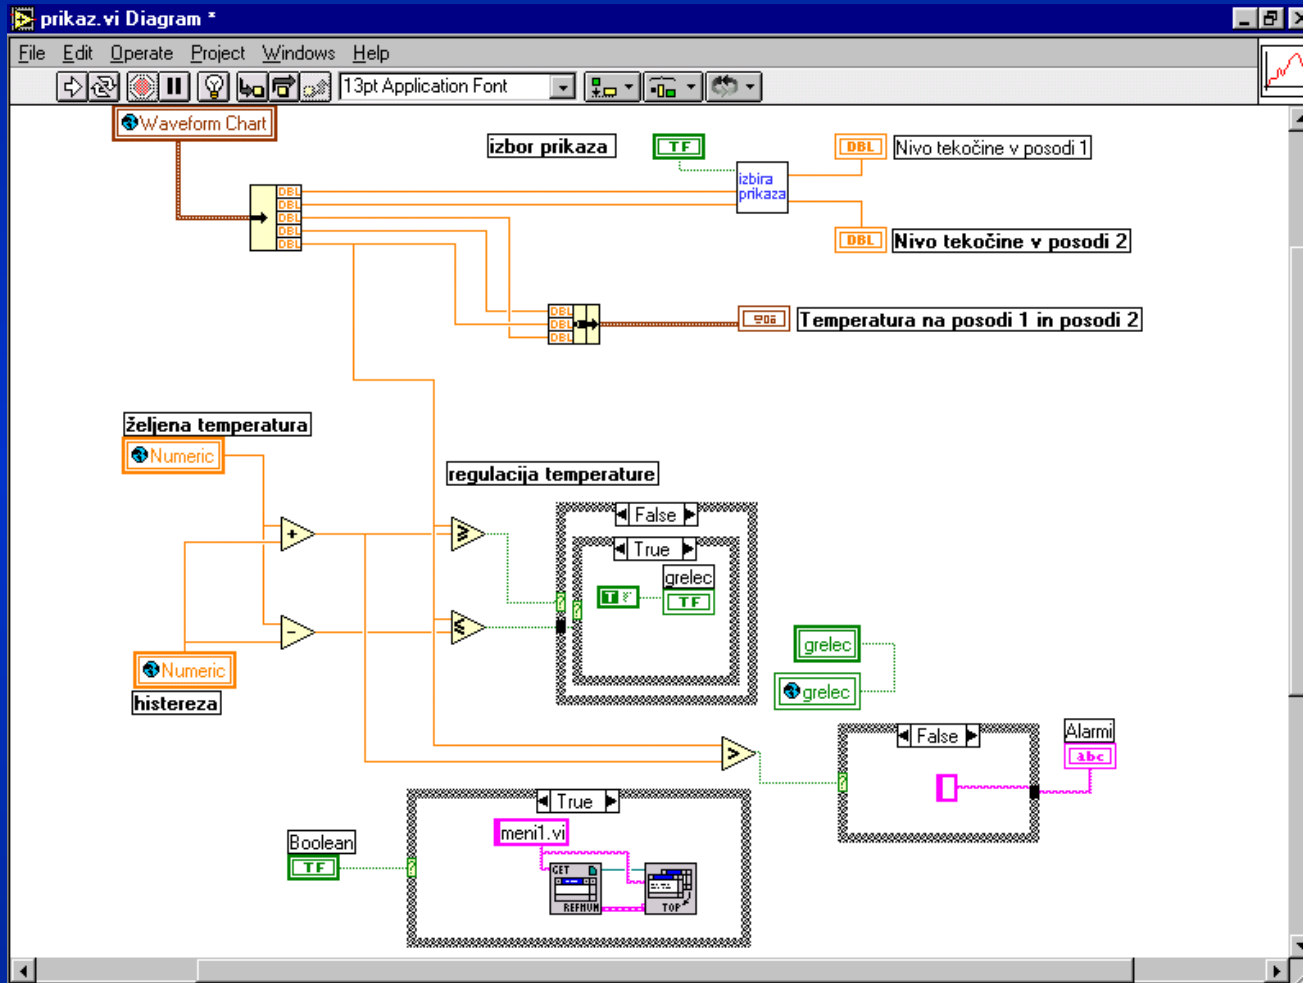 prikaz.vi Diagram *
File Edit Operate Project Windows Help
13pt Application Font
Waveform Chart
izbor prikaza
TF
DBL
Nivo tekočine v posodi 1
izbira
prikaza
DBL
DBL
DBL
DBL
DBL
DBL
Nivo tekočine v posodi 2
DBL
DBL
DBL
Temperatura na posodi 1 in posodi 2
željena temperatura
Numeric
regulacija temperature
False
True
grelec
T F
TF
+
≥
-
≤
Numeric
histereza
grelec
grelec
>
False
Alarmi
abc
True
meni1.vi
Boolean
TF
GET
REFNUM
TOP